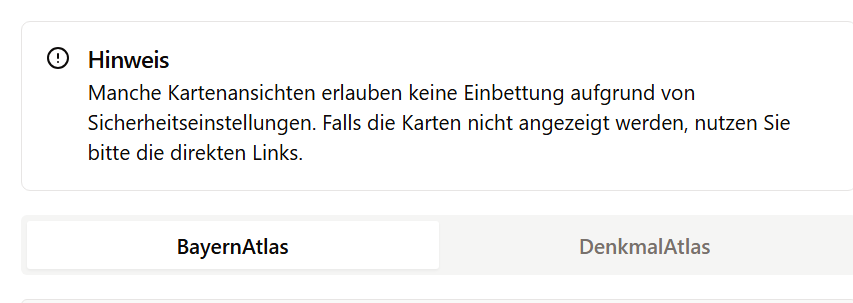 Hinweis
Manche Kartenansichten erlauben keine Einbettung aufgrund von
Sicherheitseinstellungen. Falls die Karten nicht angezeigt werden, nutzen Sie
bitte die direkten Links.
BayernAtlas
DenkmalAtlas